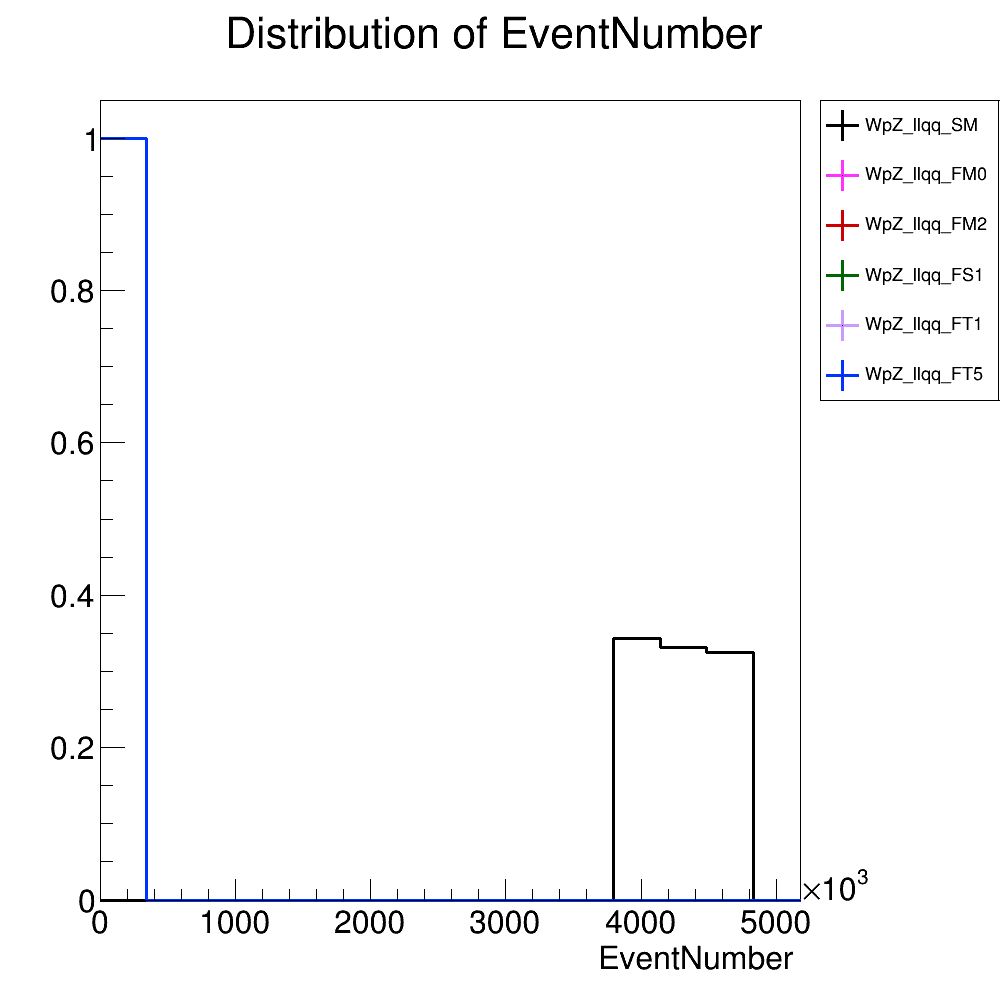 Distribution of EventNumber
1
0.8
0.6
0.4
0.2
0
0 1000 2000 3000 4000 5000
×10³
EventNumber
WpZ_llqq_SM
WpZ_llqq_FM0
WpZ_llqq_FM2
WpZ_llqq_FS1
WpZ_llqq_FT1
WpZ_llqq_FT5